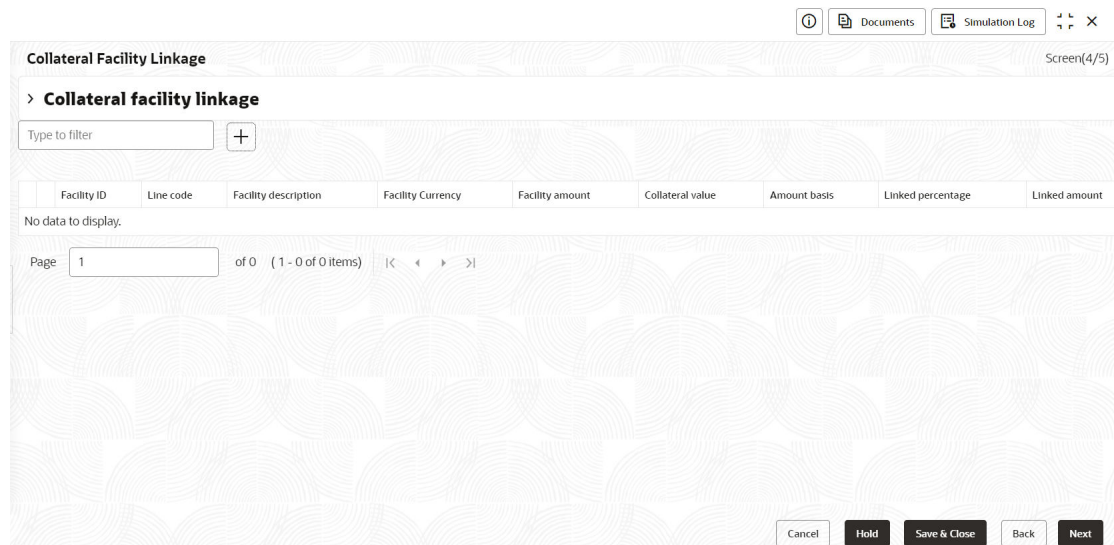 Documents Simulation Log
Collateral Facility Linkage Screen(4/5)
Collateral facility linkage
Type to filter
Facility ID Line code Facility description Facility Currency Facility amount Collateral value Amount basis Linked percentage Linked amount
No data to display.
Page 1 of 0 ( 1 - 0 of 0 items)
Cancel Hold Save & Close Back Next